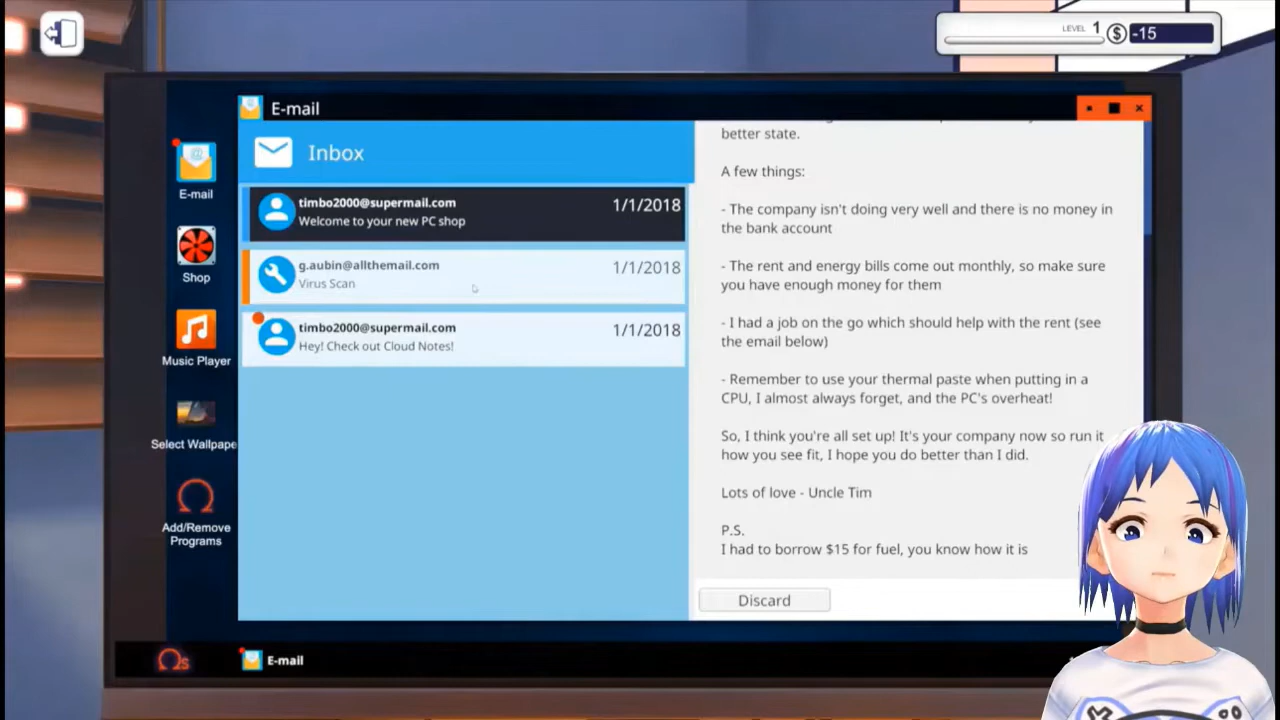 LEVEL 1 $ -15
E-mail
Inbox
timbo2000@supermail.com 1/1/2018
Welcome to your new PC shop
g.aubin@allthemail.com 1/1/2018
Virus Scan
timbo2000@supermail.com 1/1/2018
Hey! Check out Cloud Notes!
E-mail
Shop
Music Player
Select Wallpape
Add/Remove
Programs
better state.
A few things:
- The company isn't doing very well and there is no money in
the bank account
- The rent and energy bills come out monthly, so make sure
you have enough money for them
- I had a job on the go which should help with the rent (see
the email below)
- Remember to use your thermal paste when putting in a
CPU, I almost always forget, and the PC's overheat!
So, I think you're all set up! It's your company now so run it
how you see fit, I hope you do better than I did.
Lots of love - Uncle Tim
P.S.
I had to borrow $15 for fuel, you know how it is
Discard
Ωs
E-mail